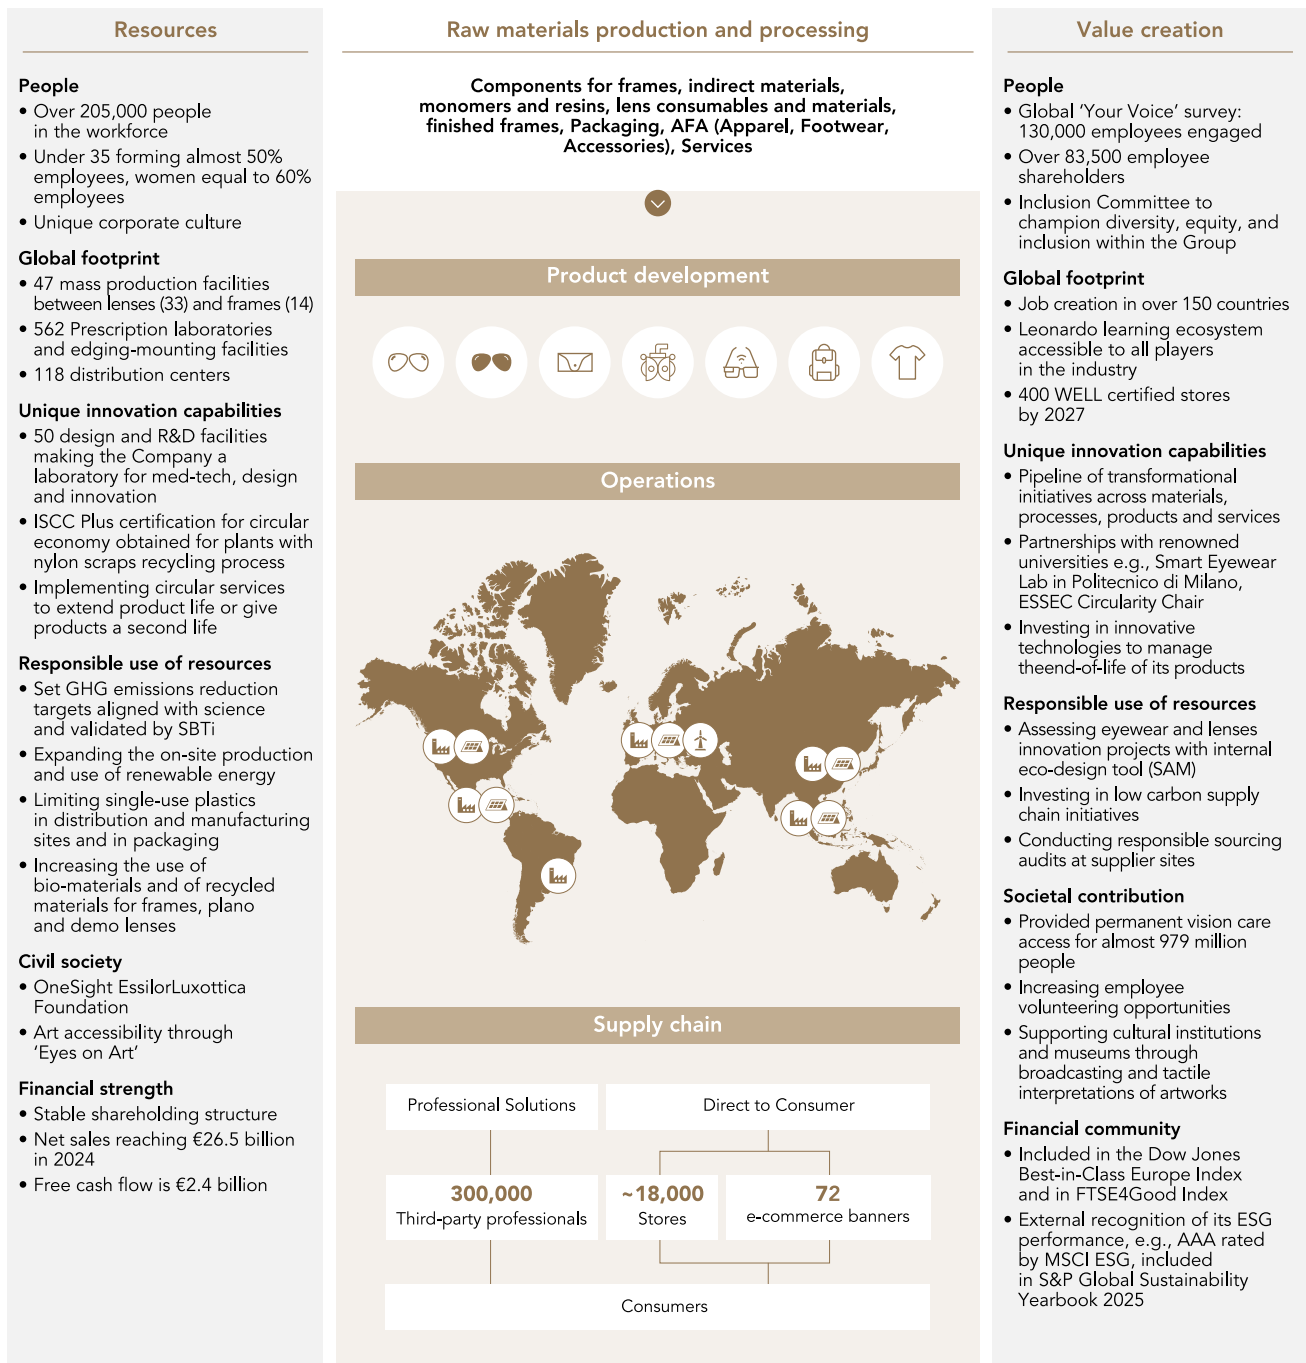 Resources
People
• Over 205,000 people
in the workforce
• Under 35 forming almost 50%
employees, women equal to 60%
employees
• Unique corporate culture
Global footprint
• 47 mass production facilities
between lenses (33) and frames (14)
• 562 Prescription laboratories
and edging-mounting facilities
• 118 distribution centers
Unique innovation capabilities
• 50 design and R&D facilities
making the Company a
laboratory for med-tech, design
and innovation
• ISCC Plus certification for circular
economy obtained for plants with
nylon scraps recycling process
• Implementing circular services
to extend product life or give
products a second life
Responsible use of resources
• Set GHG emissions reduction
targets aligned with science
and validated by SBTi
• Expanding the on-site production
and use of renewable energy
• Limiting single-use plastics
in distribution and manufacturing
sites and in packaging
• Increasing the use of
bio-materials and of recycled
materials for frames, plano
and demo lenses
Civil society
• OneSight EssilorLuxottica
Foundation
• Art accessibility through
‘Eyes on Art’
Financial strength
• Stable shareholding structure
• Net sales reaching €26.5 billion
in 2024
• Free cash flow is €2.4 billion
Raw materials production and processing
Components for frames, indirect materials,
monomers and resins, lens consumables and materials,
finished frames, Packaging, AFA (Apparel, Footwear,
Accessories), Services
Product development
Operations
Supply chain
Professional Solutions
Direct to Consumer
300,000
Third-party professionals
~18,000
Stores
72
e-commerce banners
Consumers
Value creation
People
• Global ‘Your Voice’ survey:
130,000 employees engaged
• Over 83,500 employee
shareholders
• Inclusion Committee to
champion diversity, equity, and
inclusion within the Group
Global footprint
• Job creation in over 150 countries
• Leonardo learning ecosystem
accessible to all players
in the industry
• 400 WELL certified stores
by 2027
Unique innovation capabilities
• Pipeline of transformational
initiatives across materials,
processes, products and services
• Partnerships with renowned
universities e.g., Smart Eyewear
Lab in Politecnico di Milano,
ESSEC Circularity Chair
• Investing in innovative
technologies to manage
theend-of-life of its products
Responsible use of resources
• Assessing eyewear and lenses
innovation projects with internal
eco-design tool (SAM)
• Investing in low carbon supply
chain initiatives
• Conducting responsible sourcing
audits at supplier sites
Societal contribution
• Provided permanent vision care
access for almost 979 million
people
• Increasing employee
volunteering opportunities
• Supporting cultural institutions
and museums through
broadcasting and tactile
interpretations of artworks
Financial community
• Included in the Dow Jones
Best-in-Class Europe Index
and in FTSE4Good Index
• External recognition of its ESG
performance, e.g., AAA rated
by MSCI ESG, included
in S&P Global Sustainability
Yearbook 2025